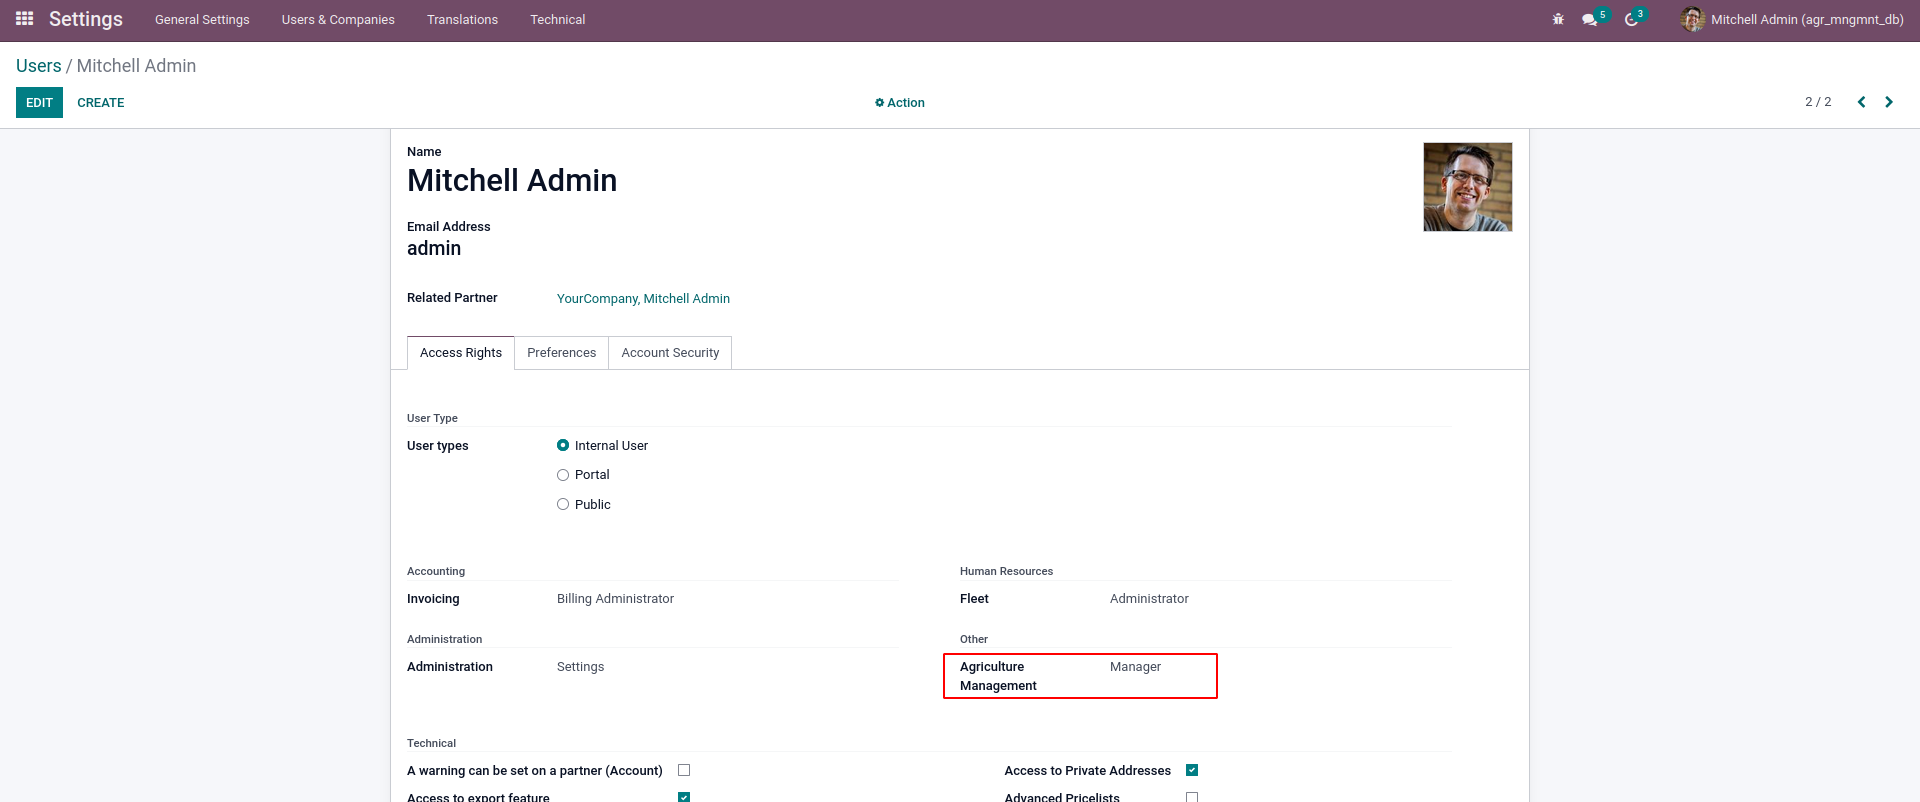 Settings General Settings Users & Companies Translations Technical 5 3 Mitchell Admin (agr_mngmnt_db)
Users / Mitchell Admin
EDIT CREATE Action 2 / 2
Name
Mitchell Admin
Email Address
admin
Related Partner YourCompany, Mitchell Admin
Access Rights Preferences Account Security
User Type
User types Internal User
Portal
Public
Accounting Human Resources
Invoicing Billing Administrator Fleet Administrator
Administration Other
Administration Settings Agriculture Manager
Management
Technical
A warning can be set on a partner (Account) Access to Private Addresses
Access to export feature Advanced Pricelists